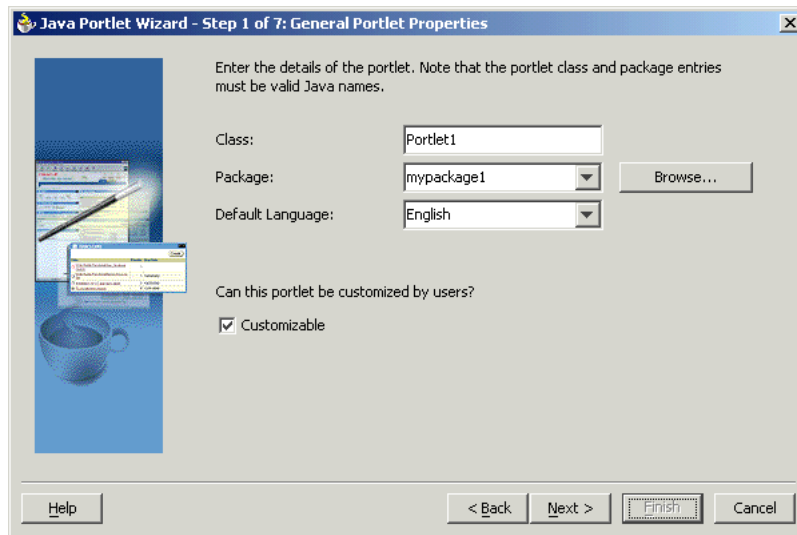 Java Portlet Wizard - Step 1 of 7: General Portlet Properties
Enter the details of the portlet. Note that the portlet class and package entries
must be valid Java names.
Class:
Portlet1
Package:
mypackage1
Browse...
Default Language:
English
Can this portlet be customized by users?
Customizable
Help
< Back
Next >
Finish
Cancel